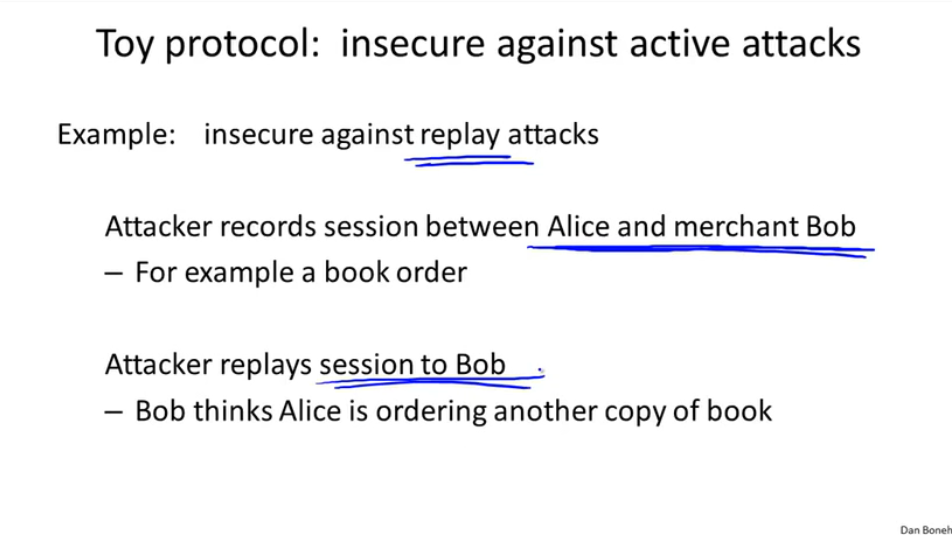 Toy protocol: insecure against active attacks
Example: insecure against replay attacks
Attacker records session between Alice and merchant Bob
– For example a book order
Attacker replays session to Bob
– Bob thinks Alice is ordering another copy of book
Dan Boneh